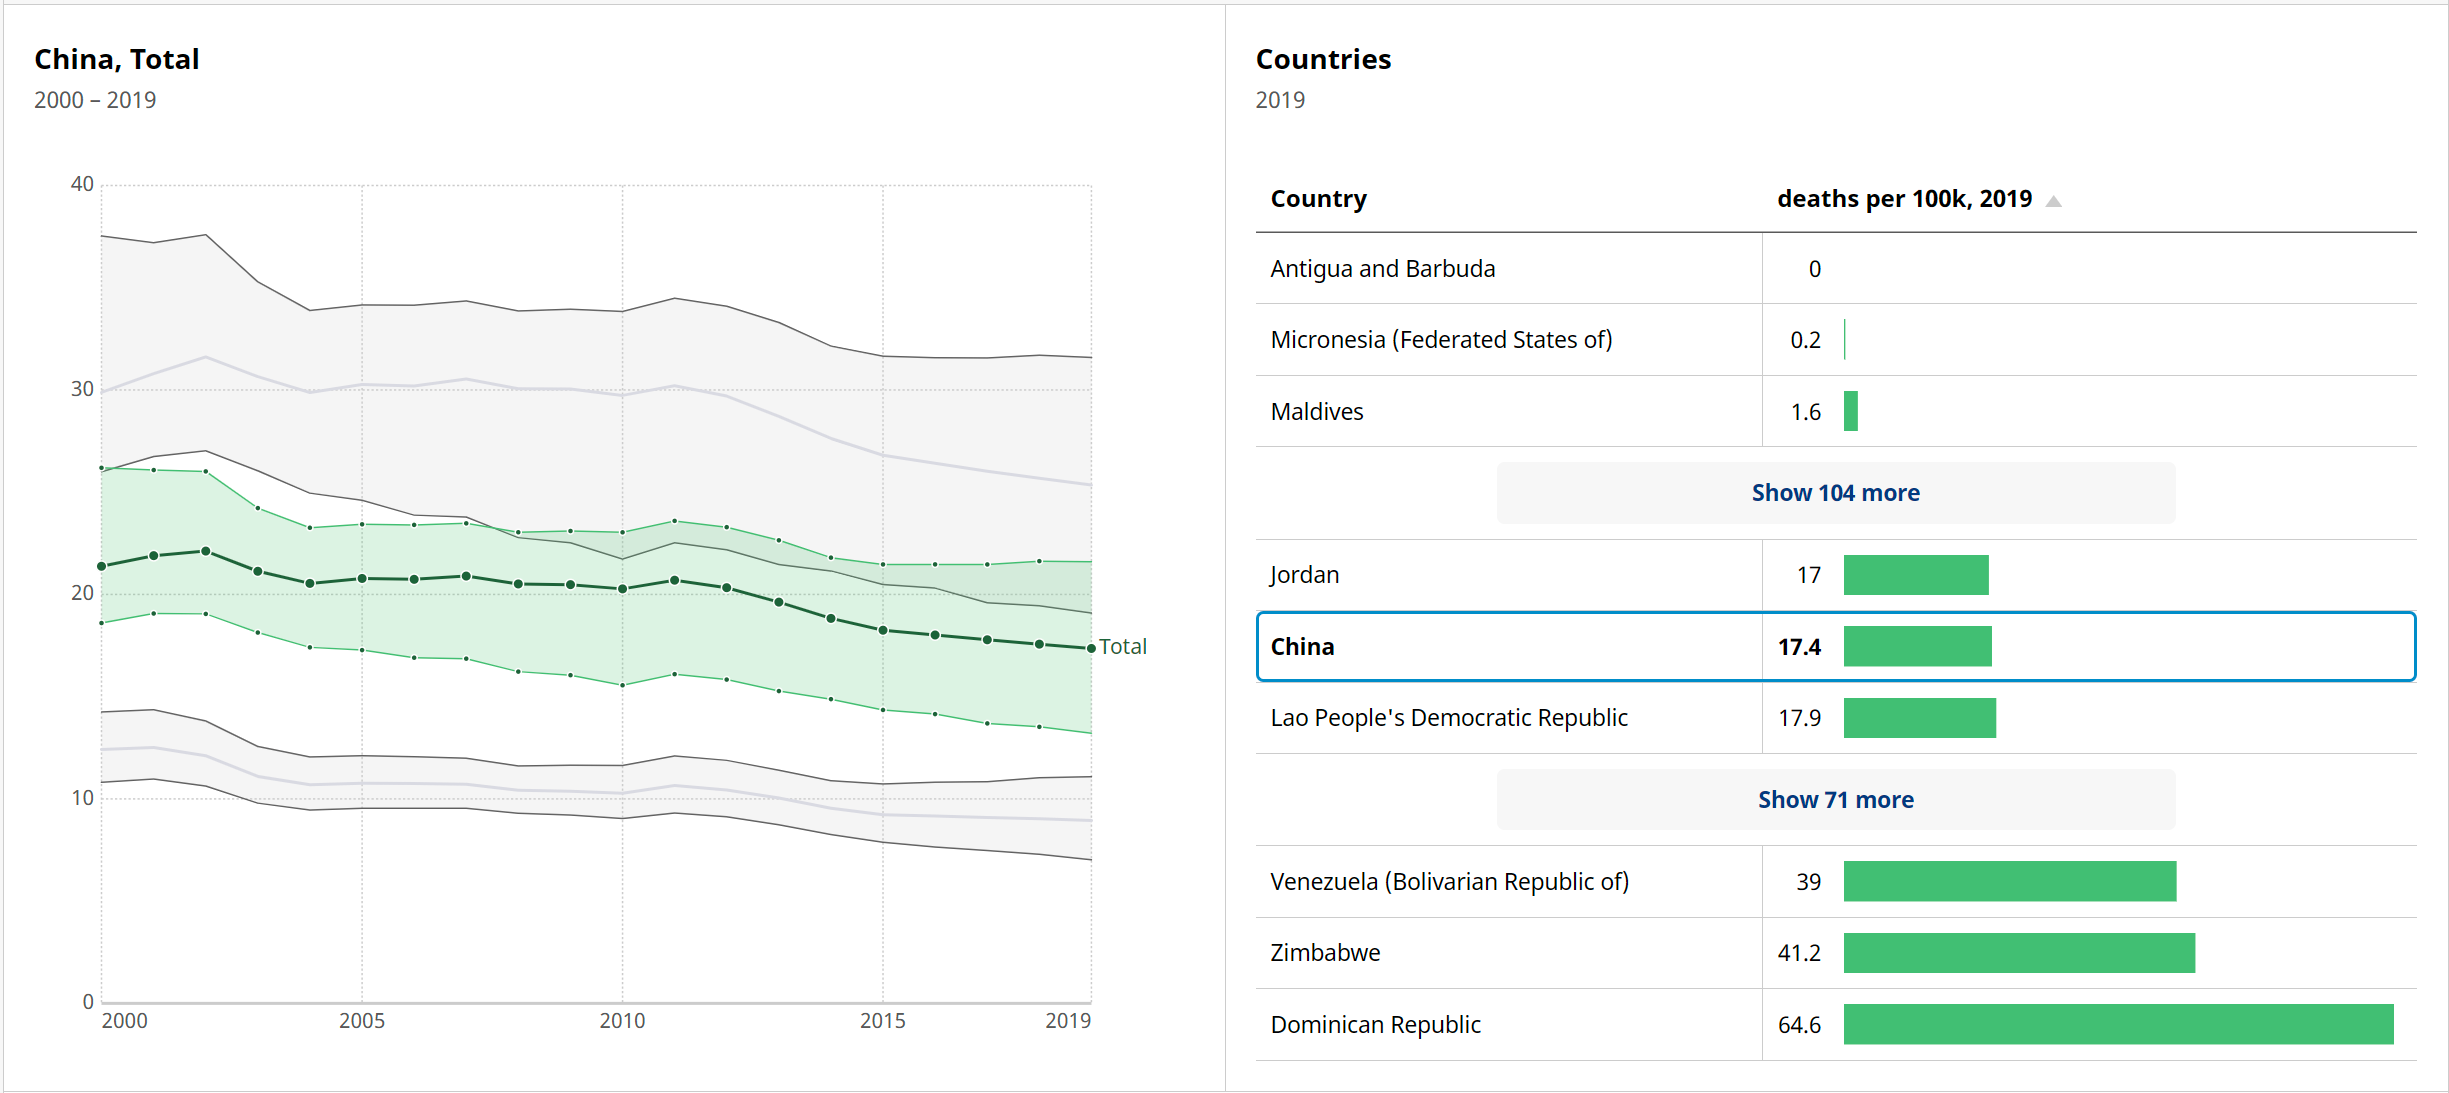 China, Total
2000 – 2019
40
30
20
10
0
2000 2005 2010 2015 2019
Total
Countries
2019
Country deaths per 100k, 2019
Antigua and Barbuda 0
Micronesia (Federated States of) 0.2
Maldives 1.6
Show 104 more
Jordan 17
China 17.4
Lao People's Democratic Republic 17.9
Show 71 more
Venezuela (Bolivarian Republic of) 39
Zimbabwe 41.2
Dominican Republic 64.6